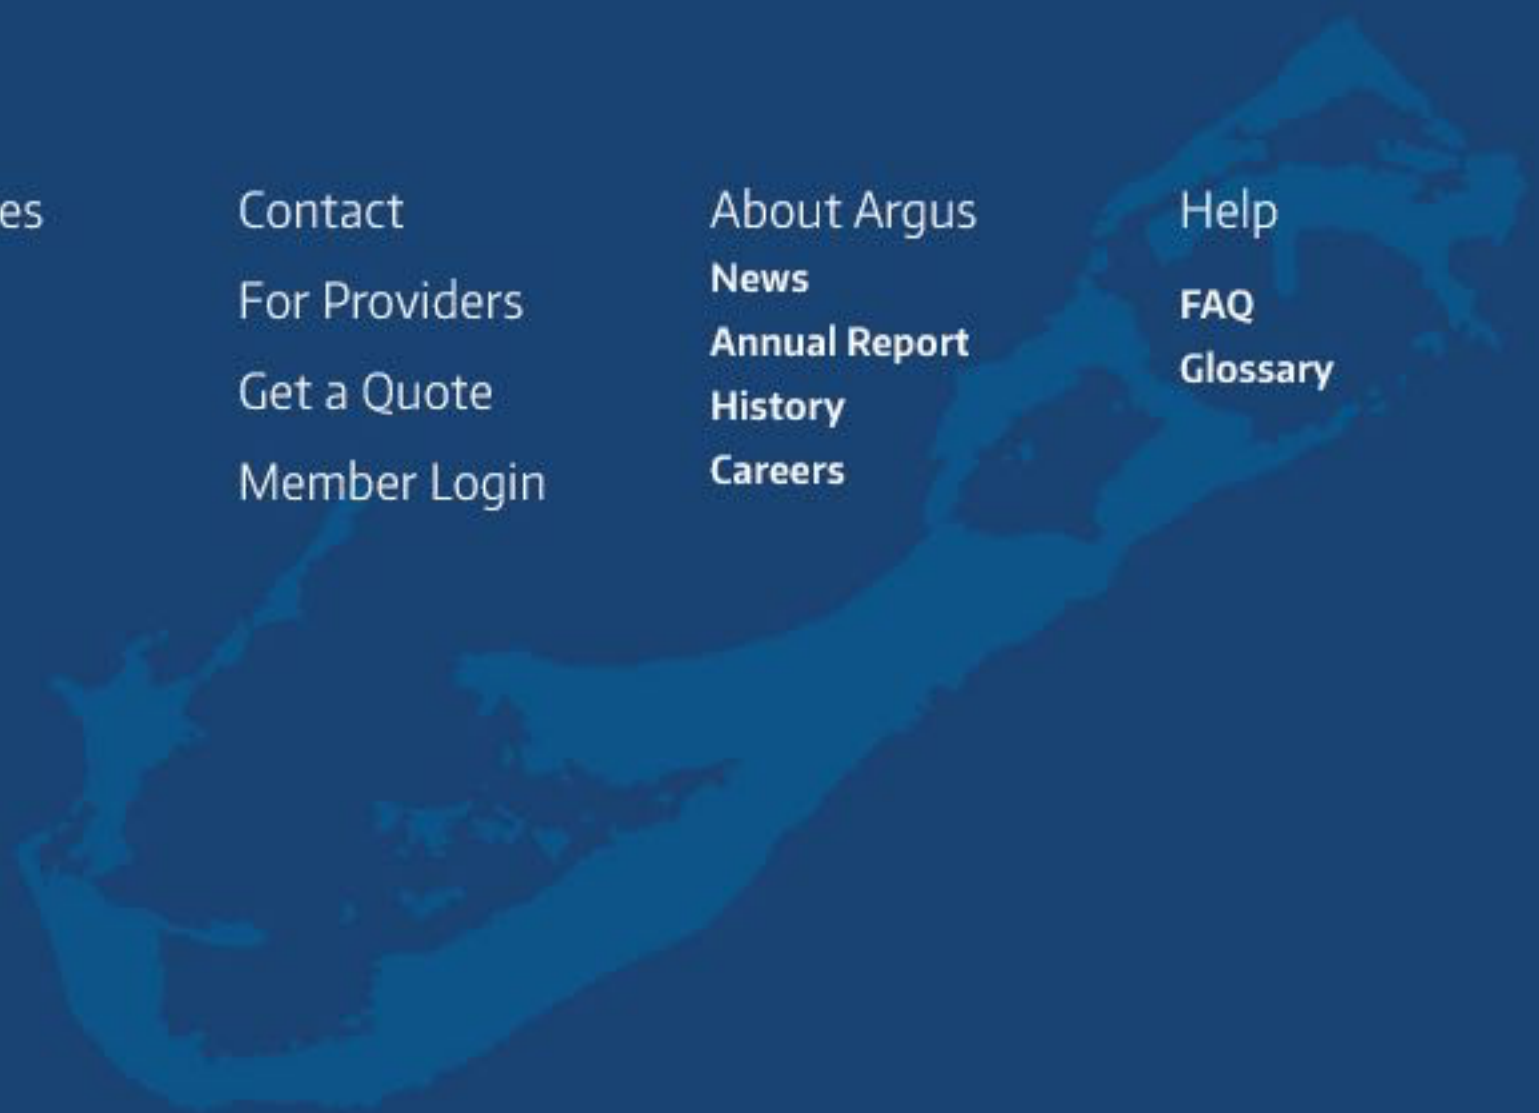 es
Contact
For Providers
Get a Quote
Member Login
About Argus
News
Annual Report
History
Careers
Help
FAQ
Glossary